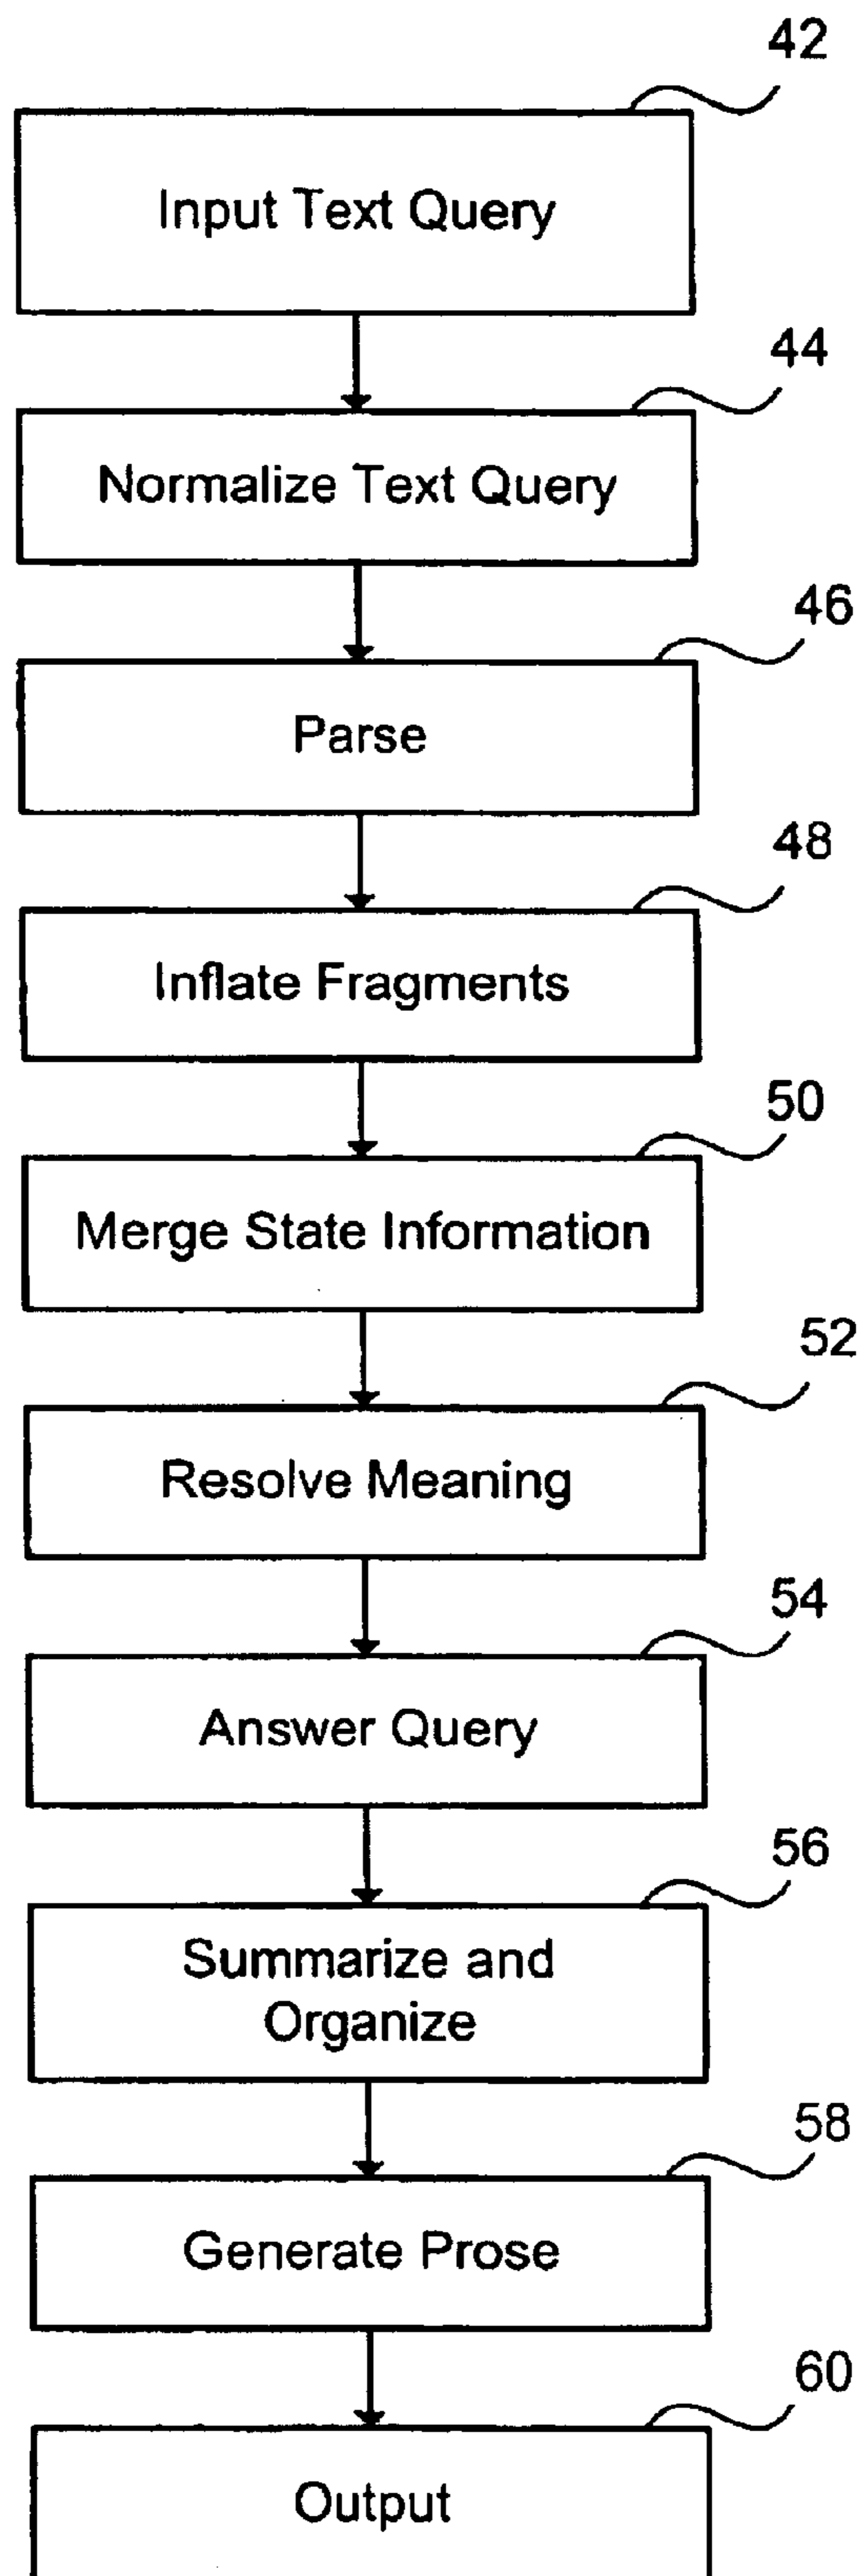 42
Input Text Query
44
Normalize Text Query
46
Parse
48
Inflate Fragments
50
Merge State Information
52
Resolve Meaning
54
Answer Query
56
Summarize and
Organize
58
Generate Prose
60
Output